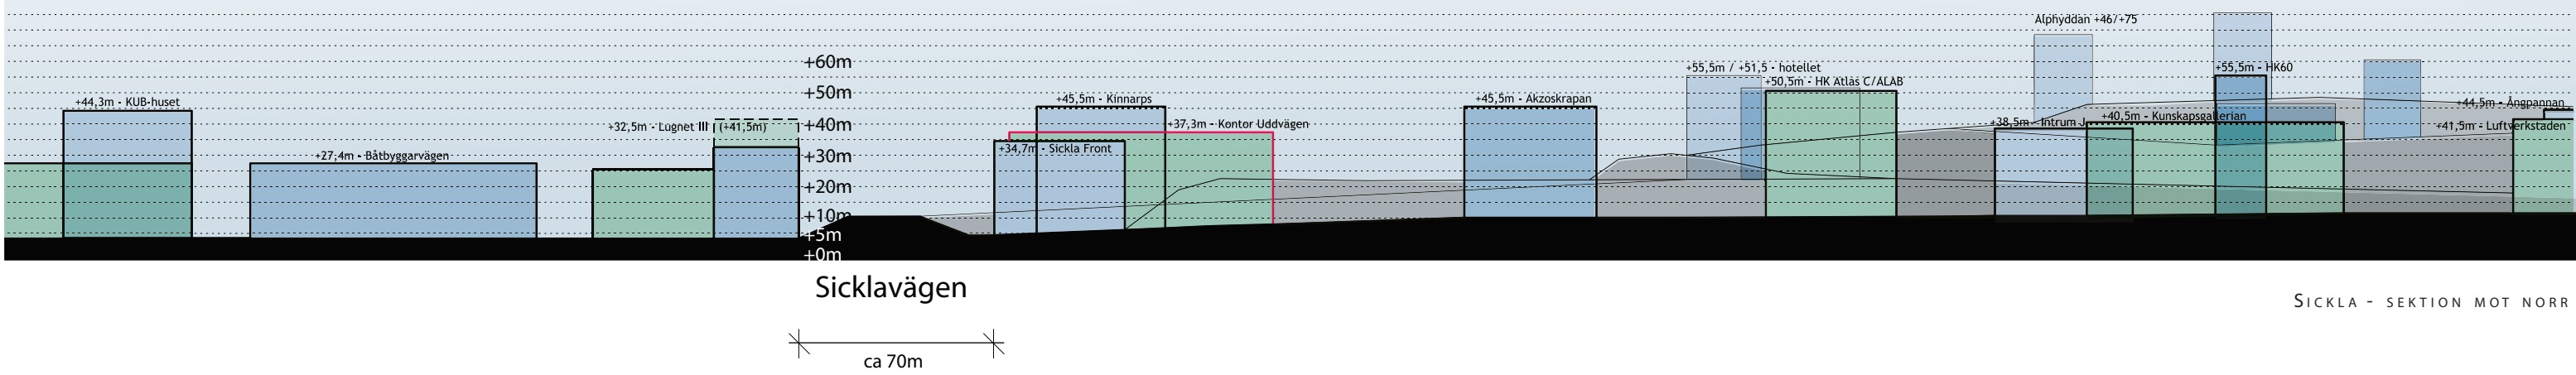 Alphyddan +46/+75
+60m
+55,5m / +51,5 - hotellet
+55,5m - HK60
+50,5m - HK Atlas C/ALAB
+50m
+44,3m - KUB-huset
+45,5m - Kinnarps
+45,5m - Akzoskrapan
+44,5m - Ångpannan
+40,5m - Kunskapsgallerian
+32,5m - Lugnet III
(+41,5m)
+40m
+37,3m - Kontor Uddvägen
+38,5m - Intrum J
+41,5m - Luftverkstaden
+34,7m - Sickla Front
+27,4m - Båtbyggarvägen
+30m
+20m
+10m
+5m
+0m
Sicklavägen
SICKLA - SEKTION MOT NORR
ca 70m